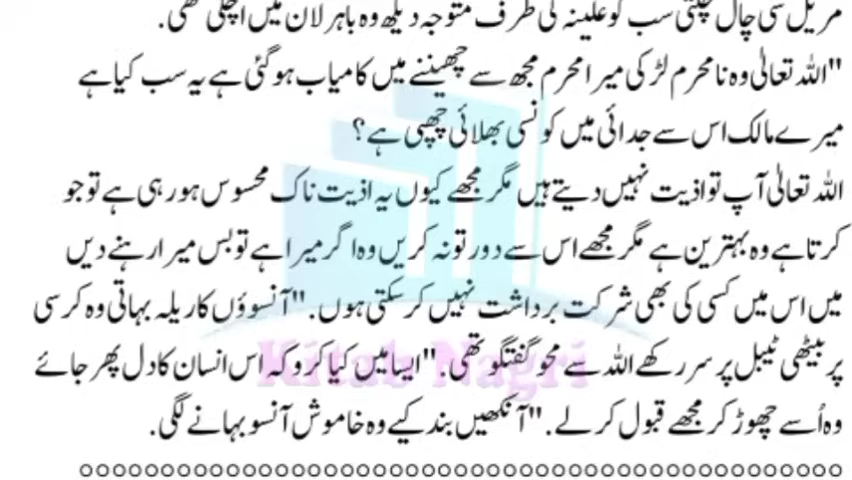 مریل سی چال چلتی سب کو علینہ کی طرف متوجہ دیکھ وہ باہر لان میں آچکی تھی.
"اللہ تعالیٰ وہ نامحرم لڑکی میرا محرم مجھ سے چھیننے میں کامیاب ہوگئی ہے یہ سب کیا ہے
میرے مالک اس سے جدائی میں کونسی بھلائی چھپی ہے؟
اللہ تعالیٰ آپ تو اذیت نہیں دیتے ہیں مگر مجھے کیوں یہ اذیت ناک محسوس ہورہی ہے تو جو
کرتا ہے وہ بہترین ہے مگر مجھے اس سے دور تو نہ کریں وہ اگر میرا ہے تو بس میرا رہنے دیں
میں اس میں کسی کی بھی شرکت برداشت نہیں کرسکتی ہوں." آنسوؤں کا ریلہ بہاتی وہ کرسی
پر بیٹھی ٹیبل پر سر رکھے اللہ سے محو گفتگو تھی. "ایسا میں کیا کرو کہ اس انسان کا دل پھر جائے
وہ اُسے چھوڑ کر مجھے قبول کرلے." آنکھیں بند کیے وہ خاموش آنسو بہانے لگی.
Kitab Nagri